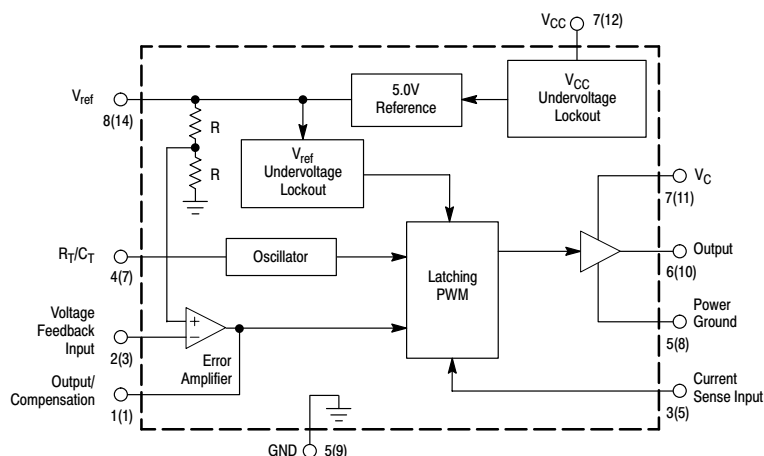 VCC 7(12)
Vref
8(14)
5.0V
Reference
VCC
Undervoltage
Lockout
R
R
Vref
Undervoltage
Lockout
VC
7(11)
RT/CT
4(7)
Oscillator
Latching
PWM
Output
6(10)
Voltage
Feedback
Input
2(3)
+
−
Error
Amplifier
Power
Ground
5(8)
Output/
Compensation
1(1)
Current
Sense Input
3(5)
GND 5(9)